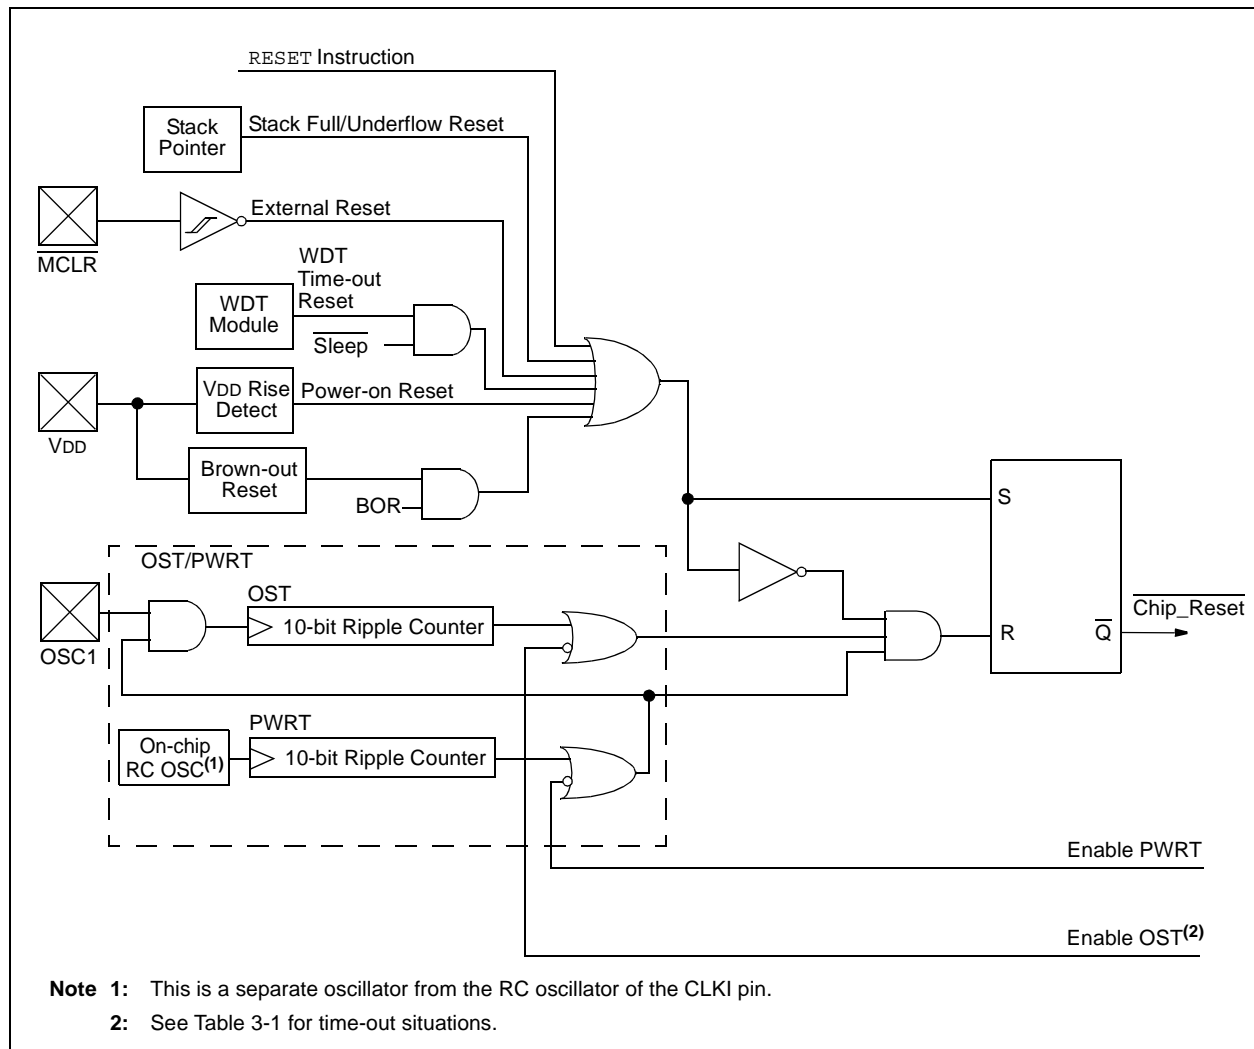 RESET Instruction
Stack
Pointer
Stack Full/Underflow Reset
External Reset
MCLR
WDT
Time-out
Reset
WDT
Module
Sleep
VDD Rise
Detect
Power-on Reset
VDD
Brown-out
Reset
BOR
S
OST/PWRT
OST
10-bit Ripple Counter
OSC1
Chip_Reset
R
Q
PWRT
On-chip
RC OSC(1)
10-bit Ripple Counter
Enable PWRT
Enable OST(2)
Note 1: This is a separate oscillator from the RC oscillator of the CLKI pin.
2: See Table 3-1 for time-out situations.